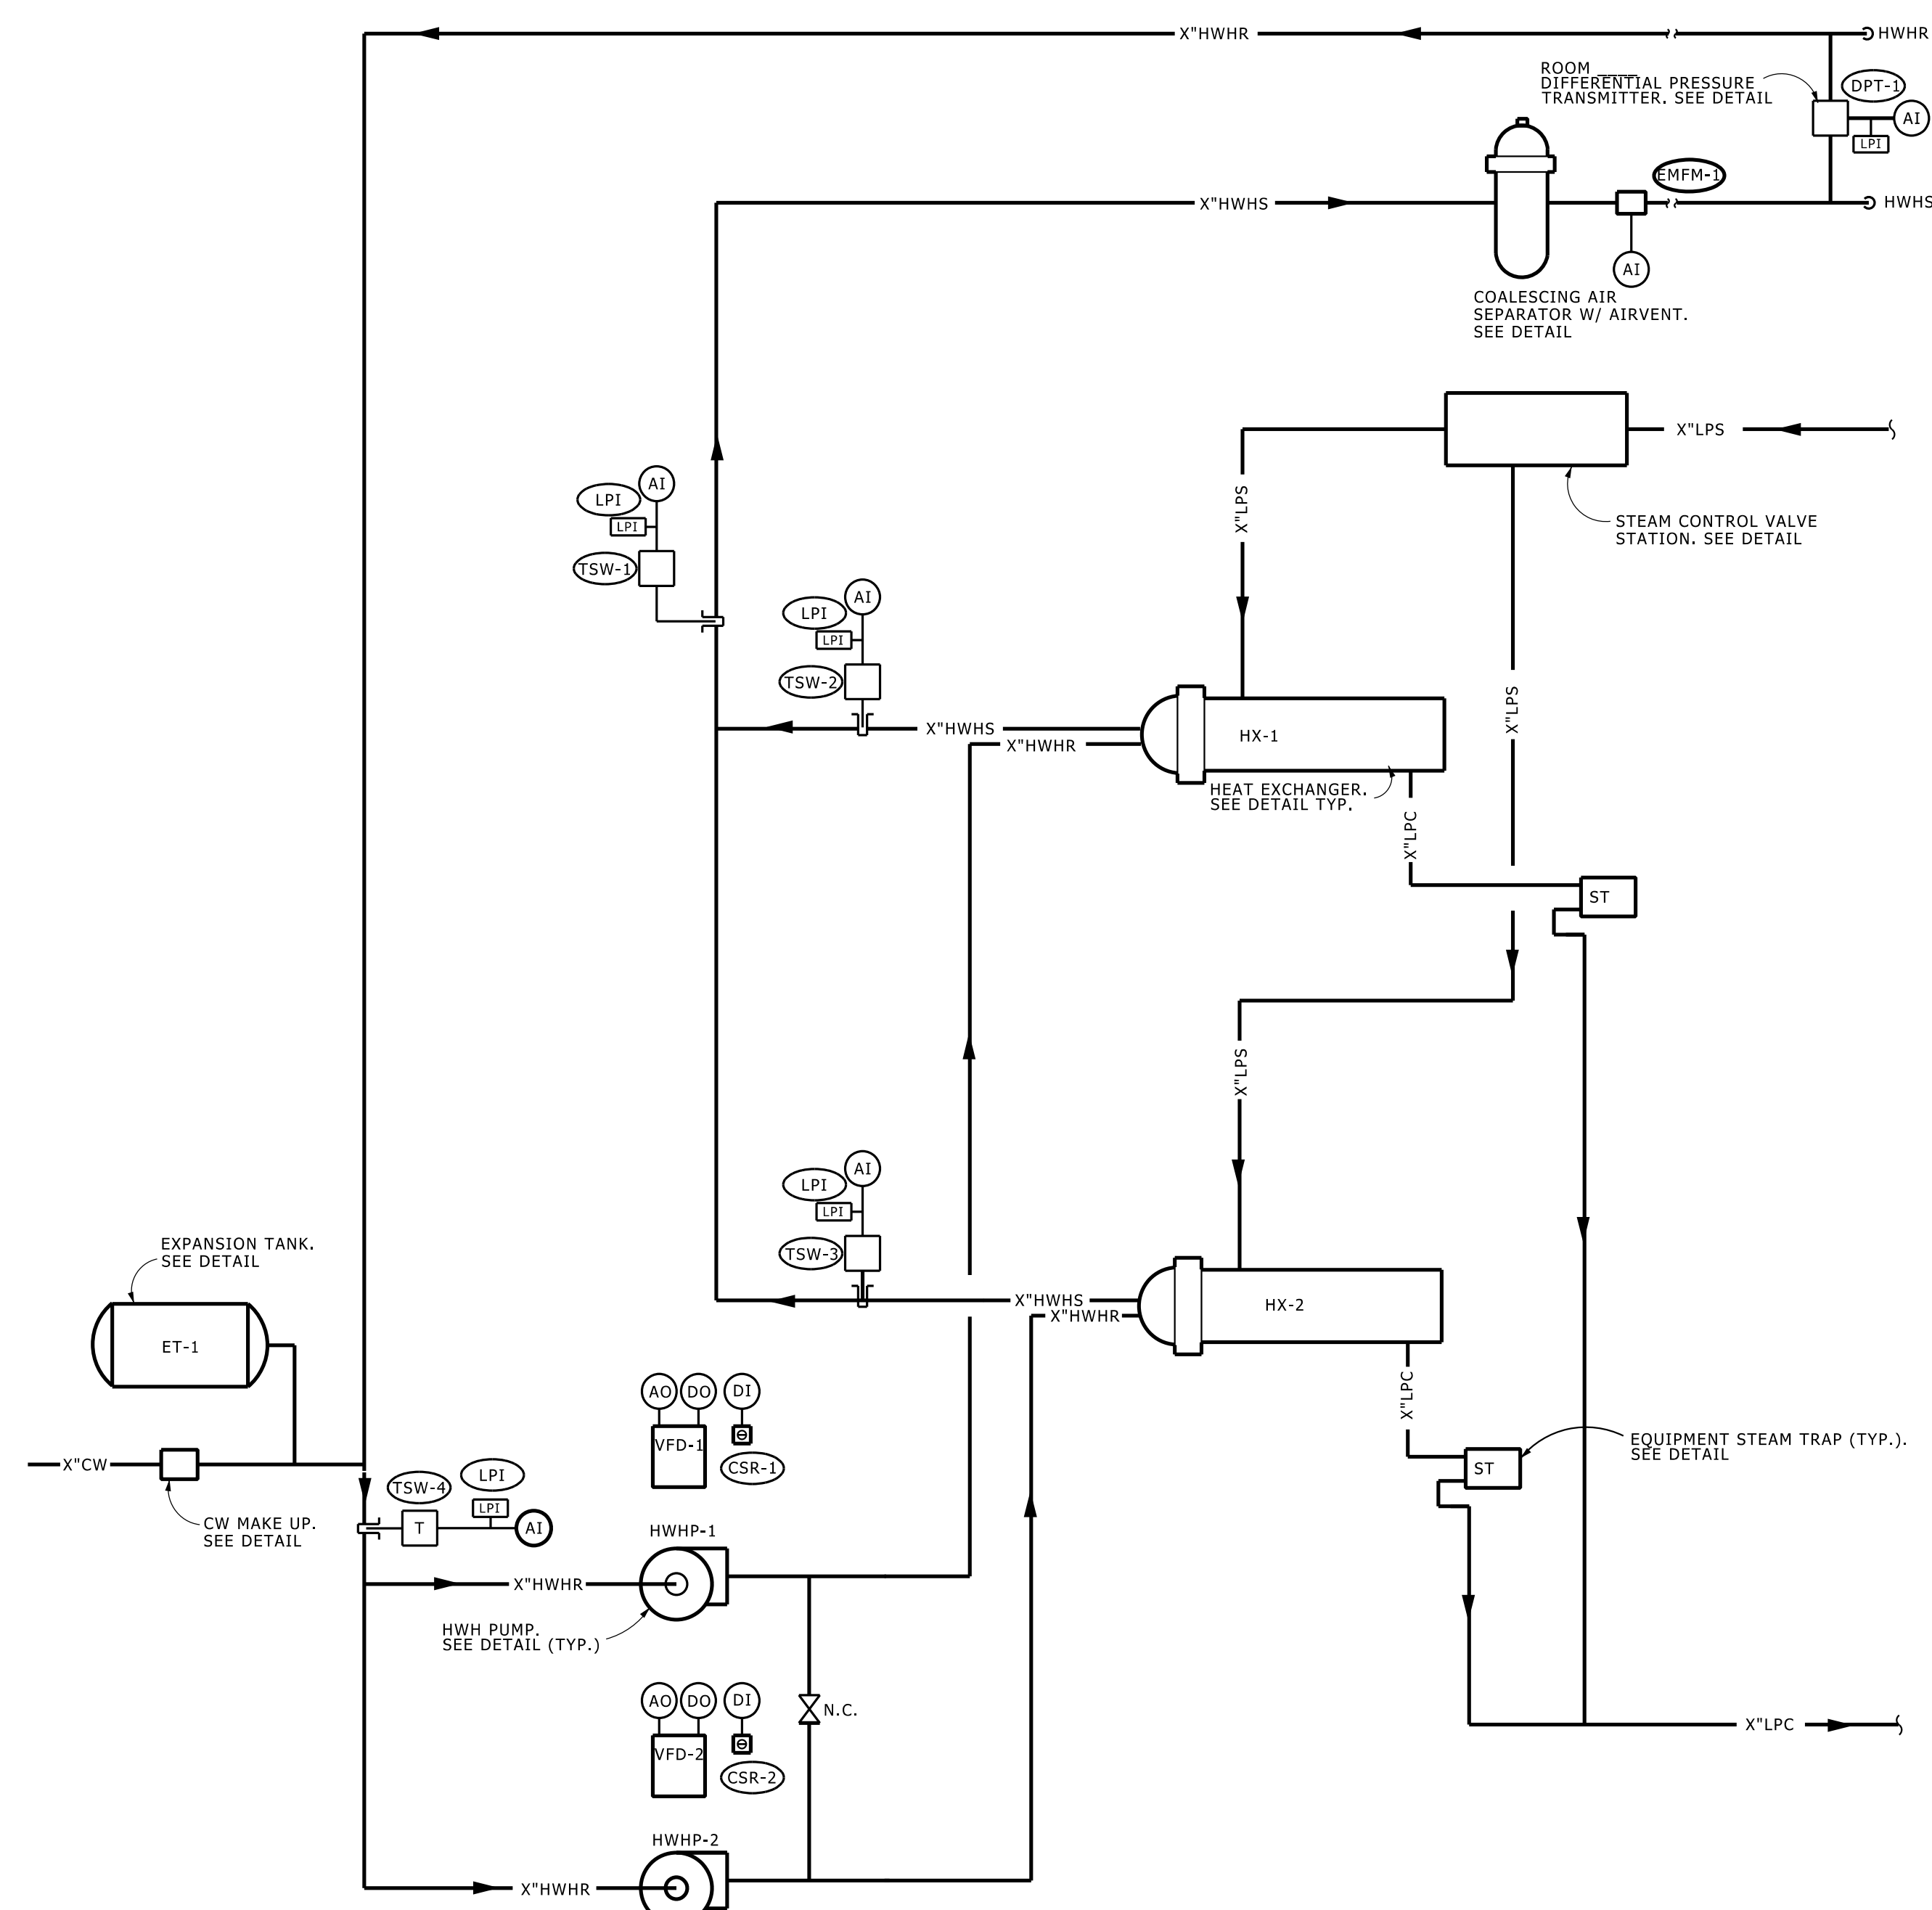 X"HWHR
HWHR
ROOM ____
DIFFERENTIAL PRESSURE
TRANSMITTER. SEE DETAIL
DPT-1
AI
LPI
EMFM-1
X"HWHS
HWHS
AI
COALESCING AIR
SEPARATOR W/ AIRVENT.
SEE DETAIL
X"LPS
STEAM CONTROL VALVE
STATION. SEE DETAIL
X"LPS
AI
LPI
LPI
TSW-1
AI
LPI
LPI
TSW-2
X"LPS
X"HWHS
X"HWHR
HX-1
HEAT EXCHANGER.
SEE DETAIL TYP.
X"LPC
ST
X"LPS
AI
LPI
LPI
TSW-3
X"HWHS
X"HWHR
HX-2
EXPANSION TANK.
SEE DETAIL
ET-1
X"LPC
AO
DO
DI
VFD-1
CSR-1
X"CW
EQUIPMENT STEAM TRAP (TYP.).
SEE DETAIL
ST
CW MAKE UP.
SEE DETAIL
TSW-4
LPI
LPI
T
AI
HWHP-1
X"HWHR
HWH PUMP.
SEE DETAIL (TYP.)
AO
DO
DI
N.C.
VFD-2
CSR-2
X"LPC
HWHP-2
X"HWHR